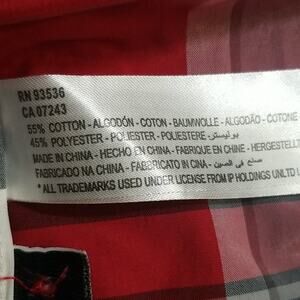 RN 93536
CA 07243
55% COTTON - ALGODÓN - COTON - BAUMWOLLE - ALGODÃO - COTONE
45% POLYESTER - POLIESTER - POLIESTERE - بوليستر
MADE IN CHINA - HECHO EN CHINA - FABRIQUE EN CHINE - HERGESTELLT
FABRICADO NA CHINA - FABBRICATO IN CINA - صنع في الصين
* ALL TRADEMARKS USED UNDER LICENSE FROM IP HOLDINGS UNLTD L